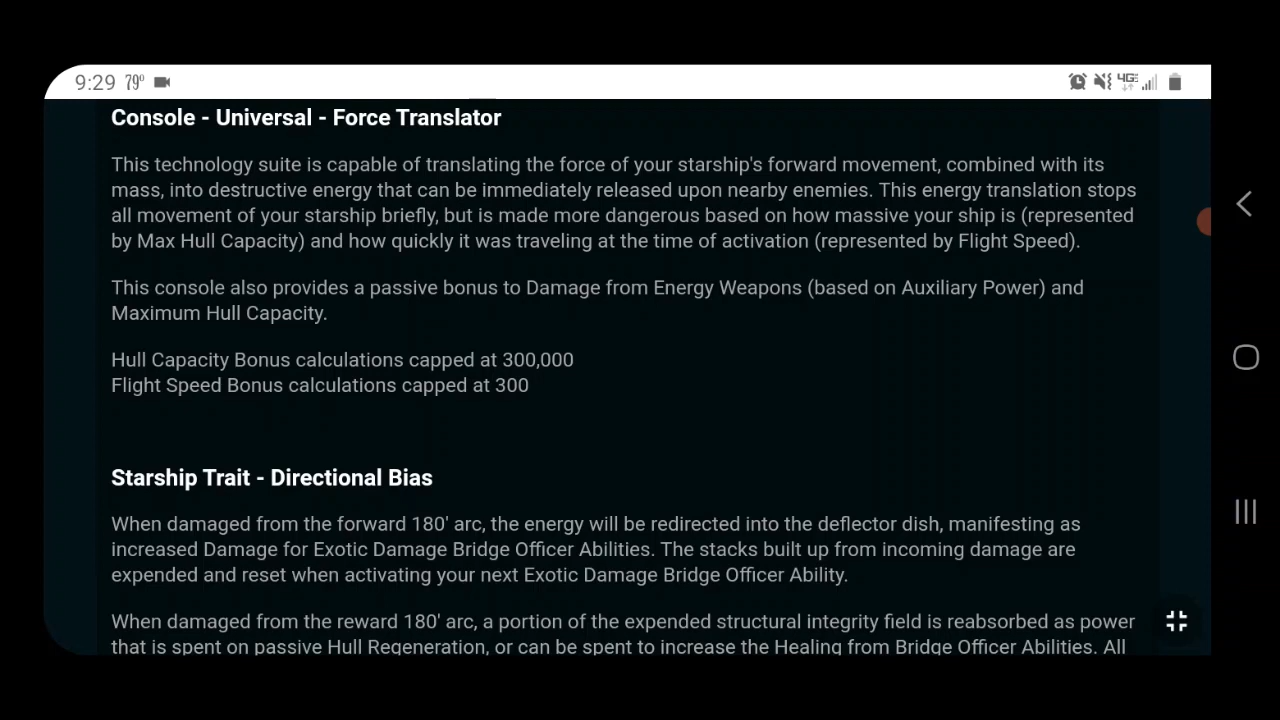 9:29 79°
4G
Console - Universal - Force Translator
This technology suite is capable of translating the force of your starship's forward movement, combined with its
mass, into destructive energy that can be immediately released upon nearby enemies. This energy translation stops
all movement of your starship briefly, but is made more dangerous based on how massive your ship is (represented
by Max Hull Capacity) and how quickly it was traveling at the time of activation (represented by Flight Speed).
This console also provides a passive bonus to Damage from Energy Weapons (based on Auxiliary Power) and
Maximum Hull Capacity.
Hull Capacity Bonus calculations capped at 300,000
Flight Speed Bonus calculations capped at 300
Starship Trait - Directional Bias
When damaged from the forward 180' arc, the energy will be redirected into the deflector dish, manifesting as
increased Damage for Exotic Damage Bridge Officer Abilities. The stacks built up from incoming damage are
expended and reset when activating your next Exotic Damage Bridge Officer Ability.
When damaged from the reward 180' arc, a portion of the expended structural integrity field is reabsorbed as power
that is spent on passive Hull Regeneration, or can be spent to increase the Healing from Bridge Officer Abilities. All